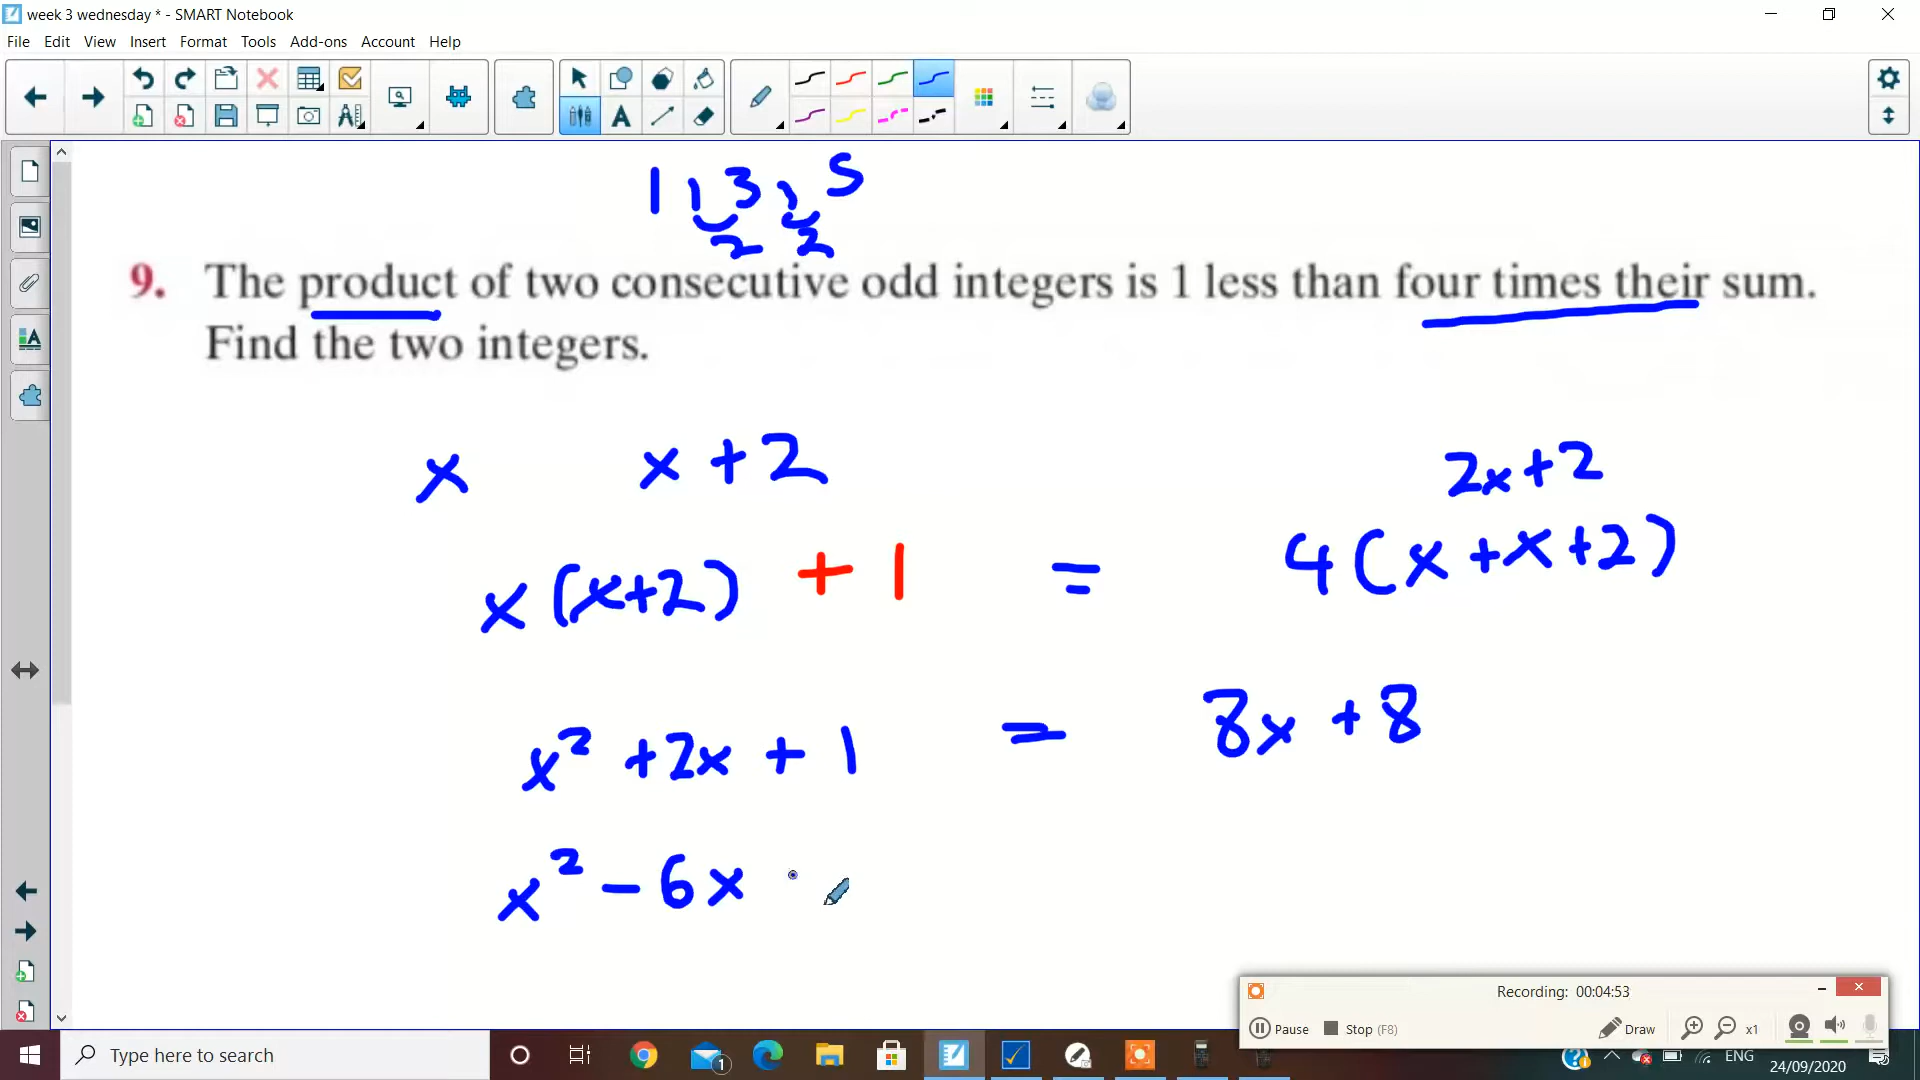 week 3 wednesday * - SMART Notebook
File Edit View Insert Format Tools Add-ons Account Help
1 , 3 , 5
2 2
9. The product of two consecutive odd integers is 1 less than four times their sum.
Find the two integers.
x x + 2 2x + 2
x (x+2) + 1 = 4 (x + x + 2)
x² + 2x + 1 = 8x + 8
x² - 6x
Recording: 00:04:53
Pause Stop (F8) Draw x1
Type here to search
1
ENG
24/09/2020